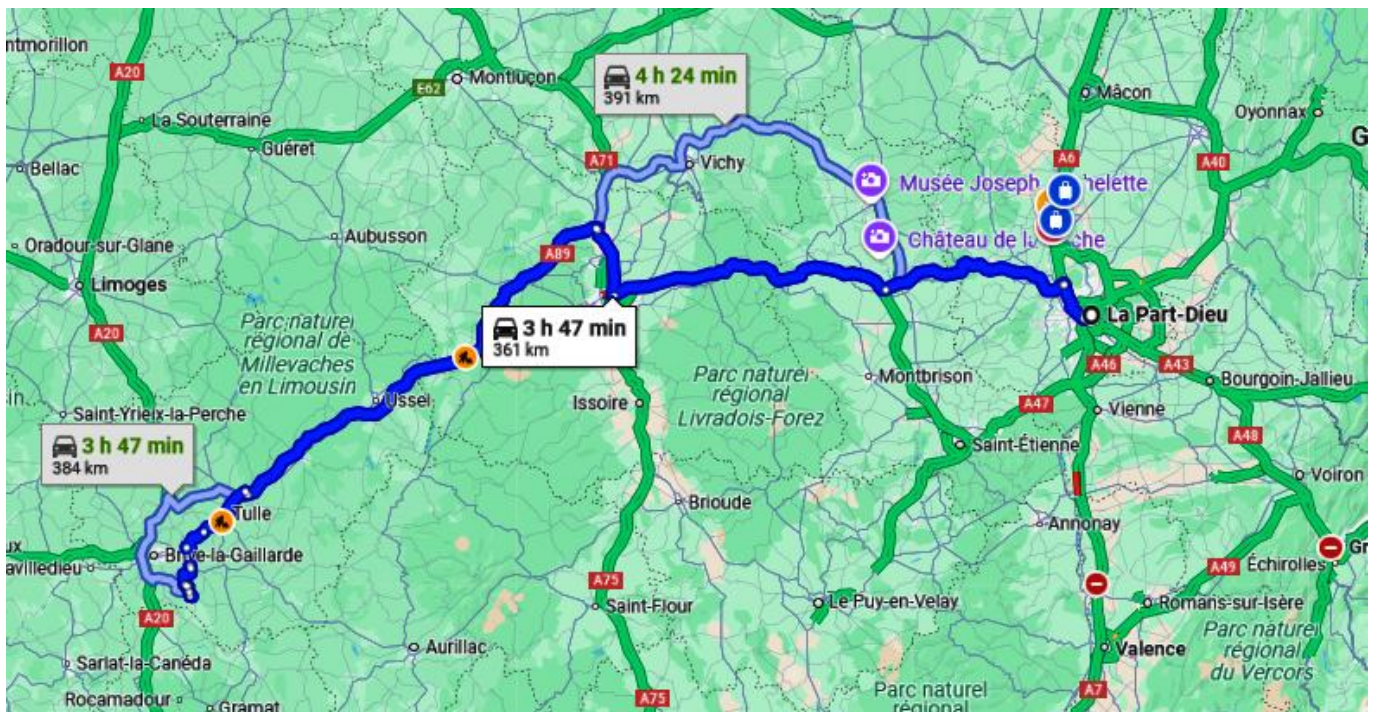 ntmorillon
A20
Montluçon
E62
4 h 24 min
391 km
Mâcon
Oyonnax
La Souterraine
Guéret
Bellac
A71
Vichy
A6
A40
G
Musée Joseph
helette
Oradour-sur-Glane
Aubusson
A89
Château de la
che
Limoges
Parc naturel
régional de
Millevaches
en Limousin
3 h 47 min
361 km
La Part-Dieu
A20
Ussel
Issoire
Parc naturel
régional
Livradois-Forez
Montbrison
A46
A43
Bourgoin-Jallieu
A47
Vienne
Saint-Yrieix-la-Perche
3 h 47 min
384 km
Saint-Étienne
A48
Voiron
Tulle
Brioude
Annonay
ux
Brive-la-Gaillarde
availledieu
Gr
Échirolles
A49
A75
A20
Saint-Flour
Le Puy-en-Velay
Romans-sur-Isère
Aurillac
Valence
Parc naturel
régional
du Vercors
Sarlat-la-Canéda
Rocamadour
Gramat
A75
Parc naturel
régional
A7